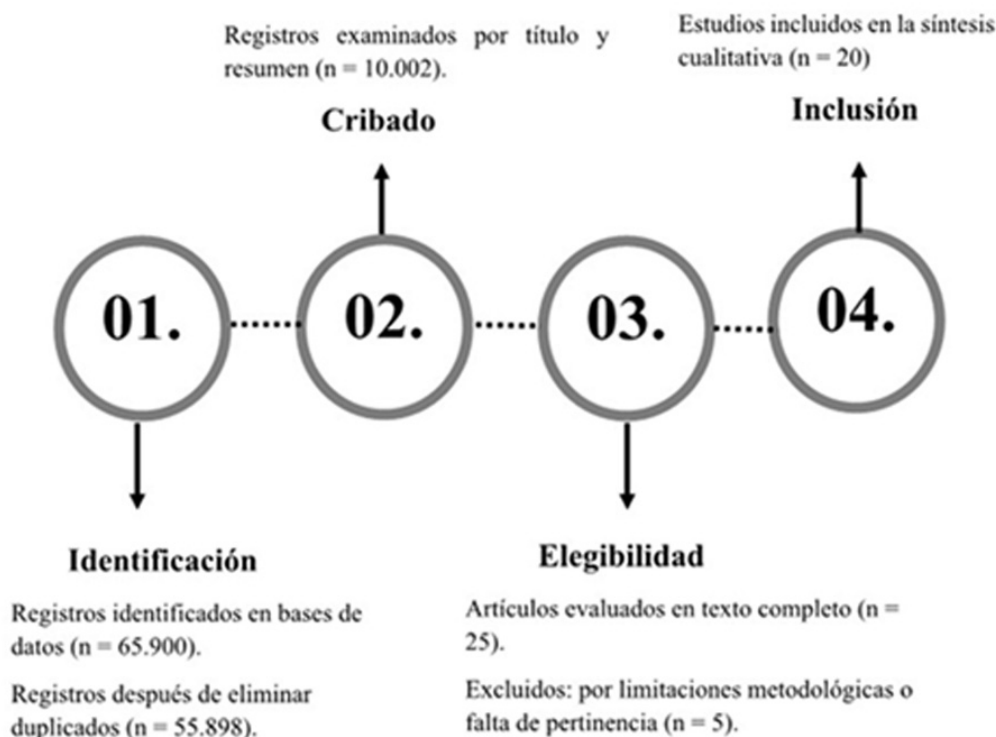 Registros examinados por título y
resumen (n = 10.002).
Cribado
Estudios incluidos en la síntesis
cualitativa (n = 20)
Inclusión
01.
02.
03.
04.
Identificación
Registros identificados en bases de
datos (n = 65.900).
Registros después de eliminar
duplicados (n = 55.898).
Elegibilidad
Artículos evaluados en texto completo (n =
25).
Excluidos: por limitaciones metodológicas o
falta de pertinencia (n = 5).